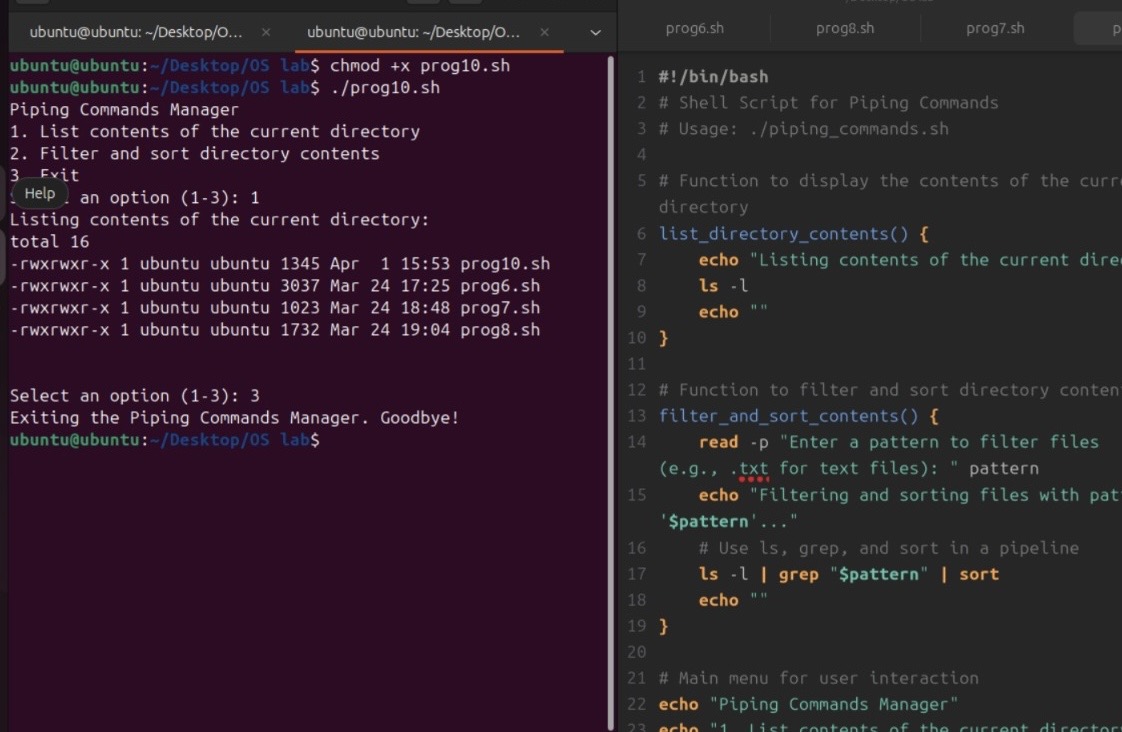 ubuntu@ubuntu: ~/Desktop/O...
ubuntu@ubuntu: ~/Desktop/O...
ubuntu@ubuntu:~/Desktop/OS lab$ chmod +x prog10.sh
ubuntu@ubuntu:~/Desktop/OS lab$ ./prog10.sh
Piping Commands Manager
1. List contents of the current directory
2. Filter and sort directory contents
3. Exit
Help
an option (1-3): 1
Listing contents of the current directory:
total 16
-rwxrwxr-x 1 ubuntu ubuntu 1345 Apr  1 15:53 prog10.sh
-rwxrwxr-x 1 ubuntu ubuntu 3037 Mar 24 17:25 prog6.sh
-rwxrwxr-x 1 ubuntu ubuntu 1023 Mar 24 18:48 prog7.sh
-rwxrwxr-x 1 ubuntu ubuntu 1732 Mar 24 19:04 prog8.sh
Select an option (1-3): 3
Exiting the Piping Commands Manager. Goodbye!
ubuntu@ubuntu:~/Desktop/OS lab$
prog6.sh
prog8.sh
prog7.sh
1 #!/bin/bash
2 # Shell Script for Piping Commands
3 # Usage: ./piping_commands.sh
4
5 # Function to display the contents of the curr
directory
6 list_directory_contents() {
7     echo "Listing contents of the current dire
8     ls -l
9     echo ""
10 }
11
12 # Function to filter and sort directory conten
13 filter_and_sort_contents() {
14     read -p "Enter a pattern to filter files
(e.g., .txt for text files): " pattern
15     echo "Filtering and sorting files with pat
'$pattern'..."
16     # Use ls, grep, and sort in a pipeline
17     ls -l | grep "$pattern" | sort
18     echo ""
19 }
20
21 # Main menu for user interaction
22 echo "Piping Commands Manager"
23 echo "1. List contents of the current director